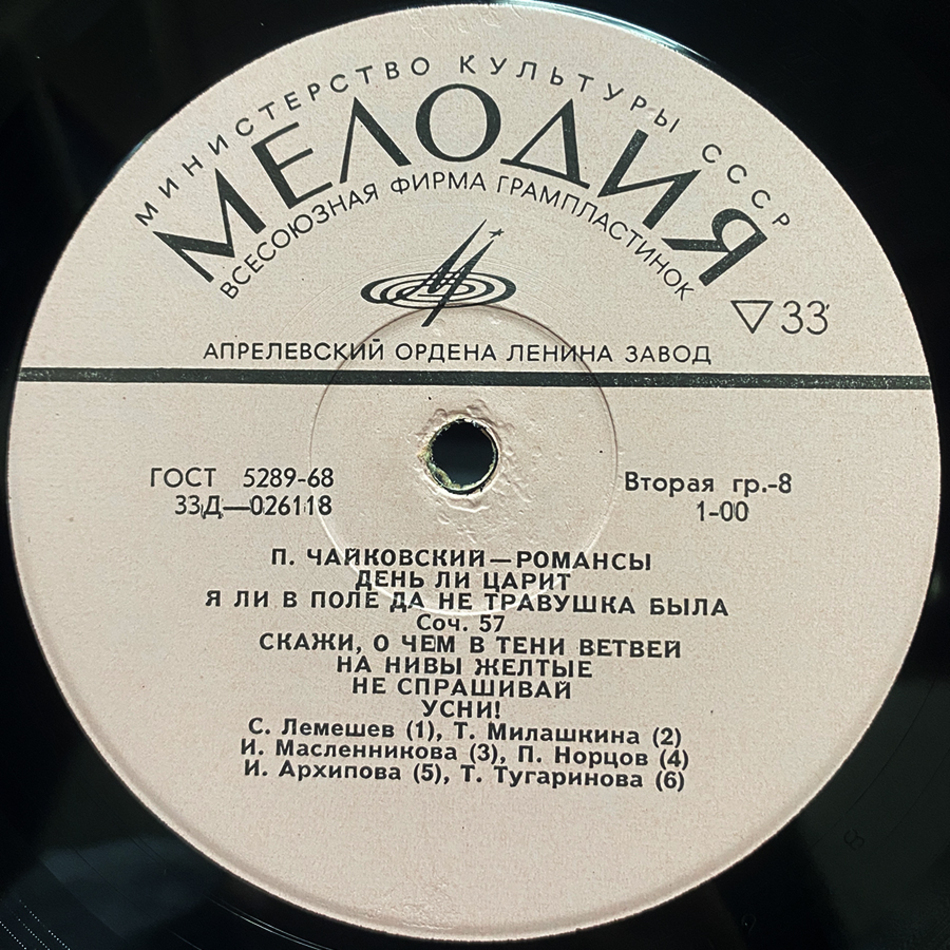 МИНИСТЕРСТВО КУЛЬТУРЫ СССР
МЕЛОДИЯ
ВСЕСОЮЗНАЯ ФИРМА ГРАМПЛАСТИНОК
33
АПРЕЛЕВСКИЙ ОРДЕНА ЛЕНИНА ЗАВОД
ГОСТ 5289-68
33Д—026118
Вторая гр.-8
1-00
П. ЧАЙКОВСКИЙ—РОМАНСЫ
ДЕНЬ ЛИ ЦАРИТ
Я ЛИ В ПОЛЕ ДА НЕ ТРАВУШКА БЫЛА
Соч. 57
СКАЖИ, О ЧЕМ В ТЕНИ ВЕТВЕЙ
НА НИВЫ ЖЕЛТЫЕ
НЕ СПРАШИВАЙ
УСНИ!
С. Лемешев (1), Т. Милашкина (2)
И. Масленникова (3), П. Норцов (4)
И. Архипова (5), Т. Тугаринова (6)